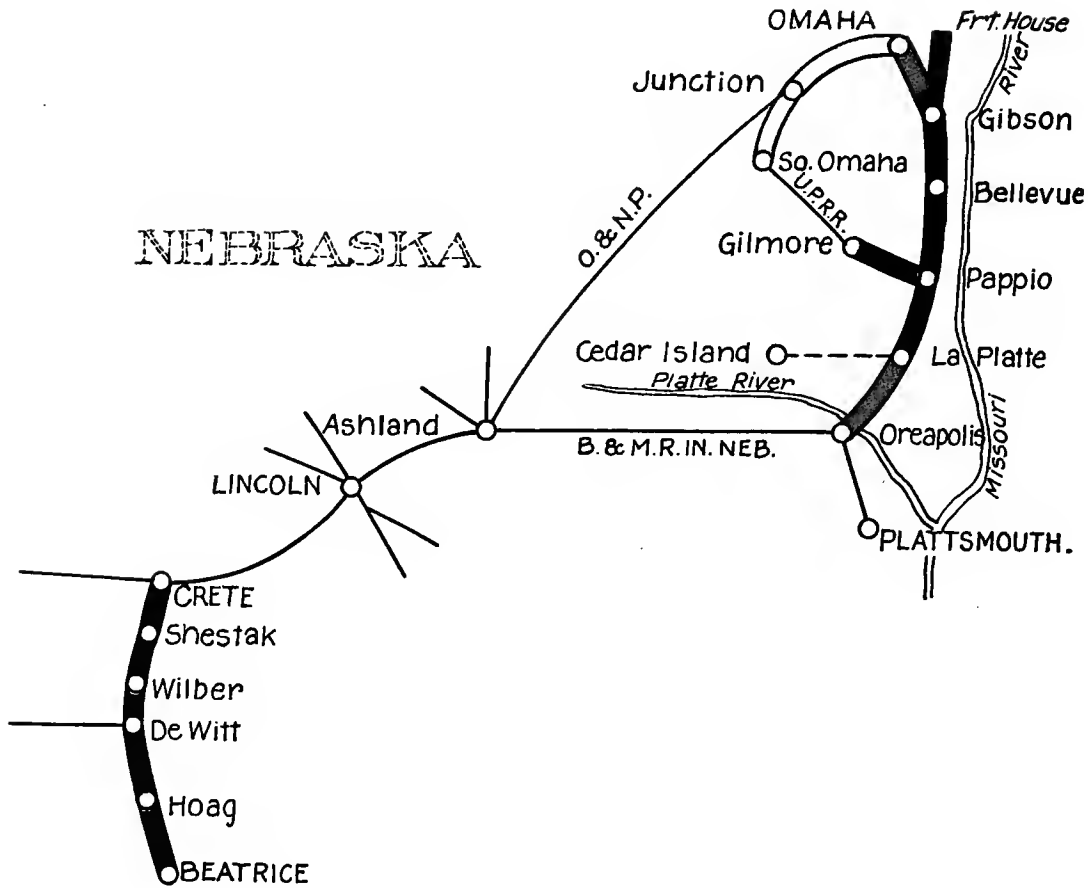 OMAHA
Frt. House
River
Junction
Gibson
So. Omaha
U.P.R.R.
Bellevue
O. & N.P.
NEBRASKA
Gilmore
Pappio
Cedar Island
La Platte
Platte River
Missouri
Ashland
Oreapolis
B. & M.R. IN. NEB.
LINCOLN
PLATTSMOUTH.
CRETE
Shestak
Wilber
De Witt
Hoag
BEATRICE